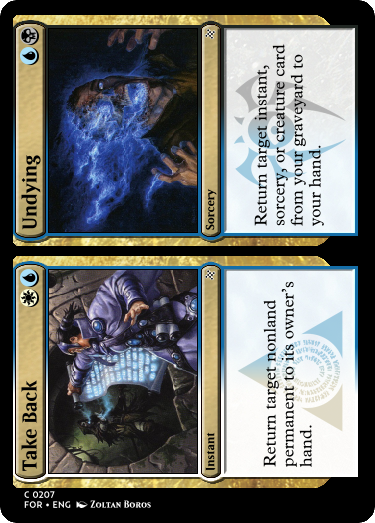 Take Back
Instant
Return target nonland
permanent to its owner's
hand.
Undying
Sorcery
Return target instant,
sorcery, or creature card
from your graveyard to
your hand.
C 0207
FOR • ENG Zoltan Boros